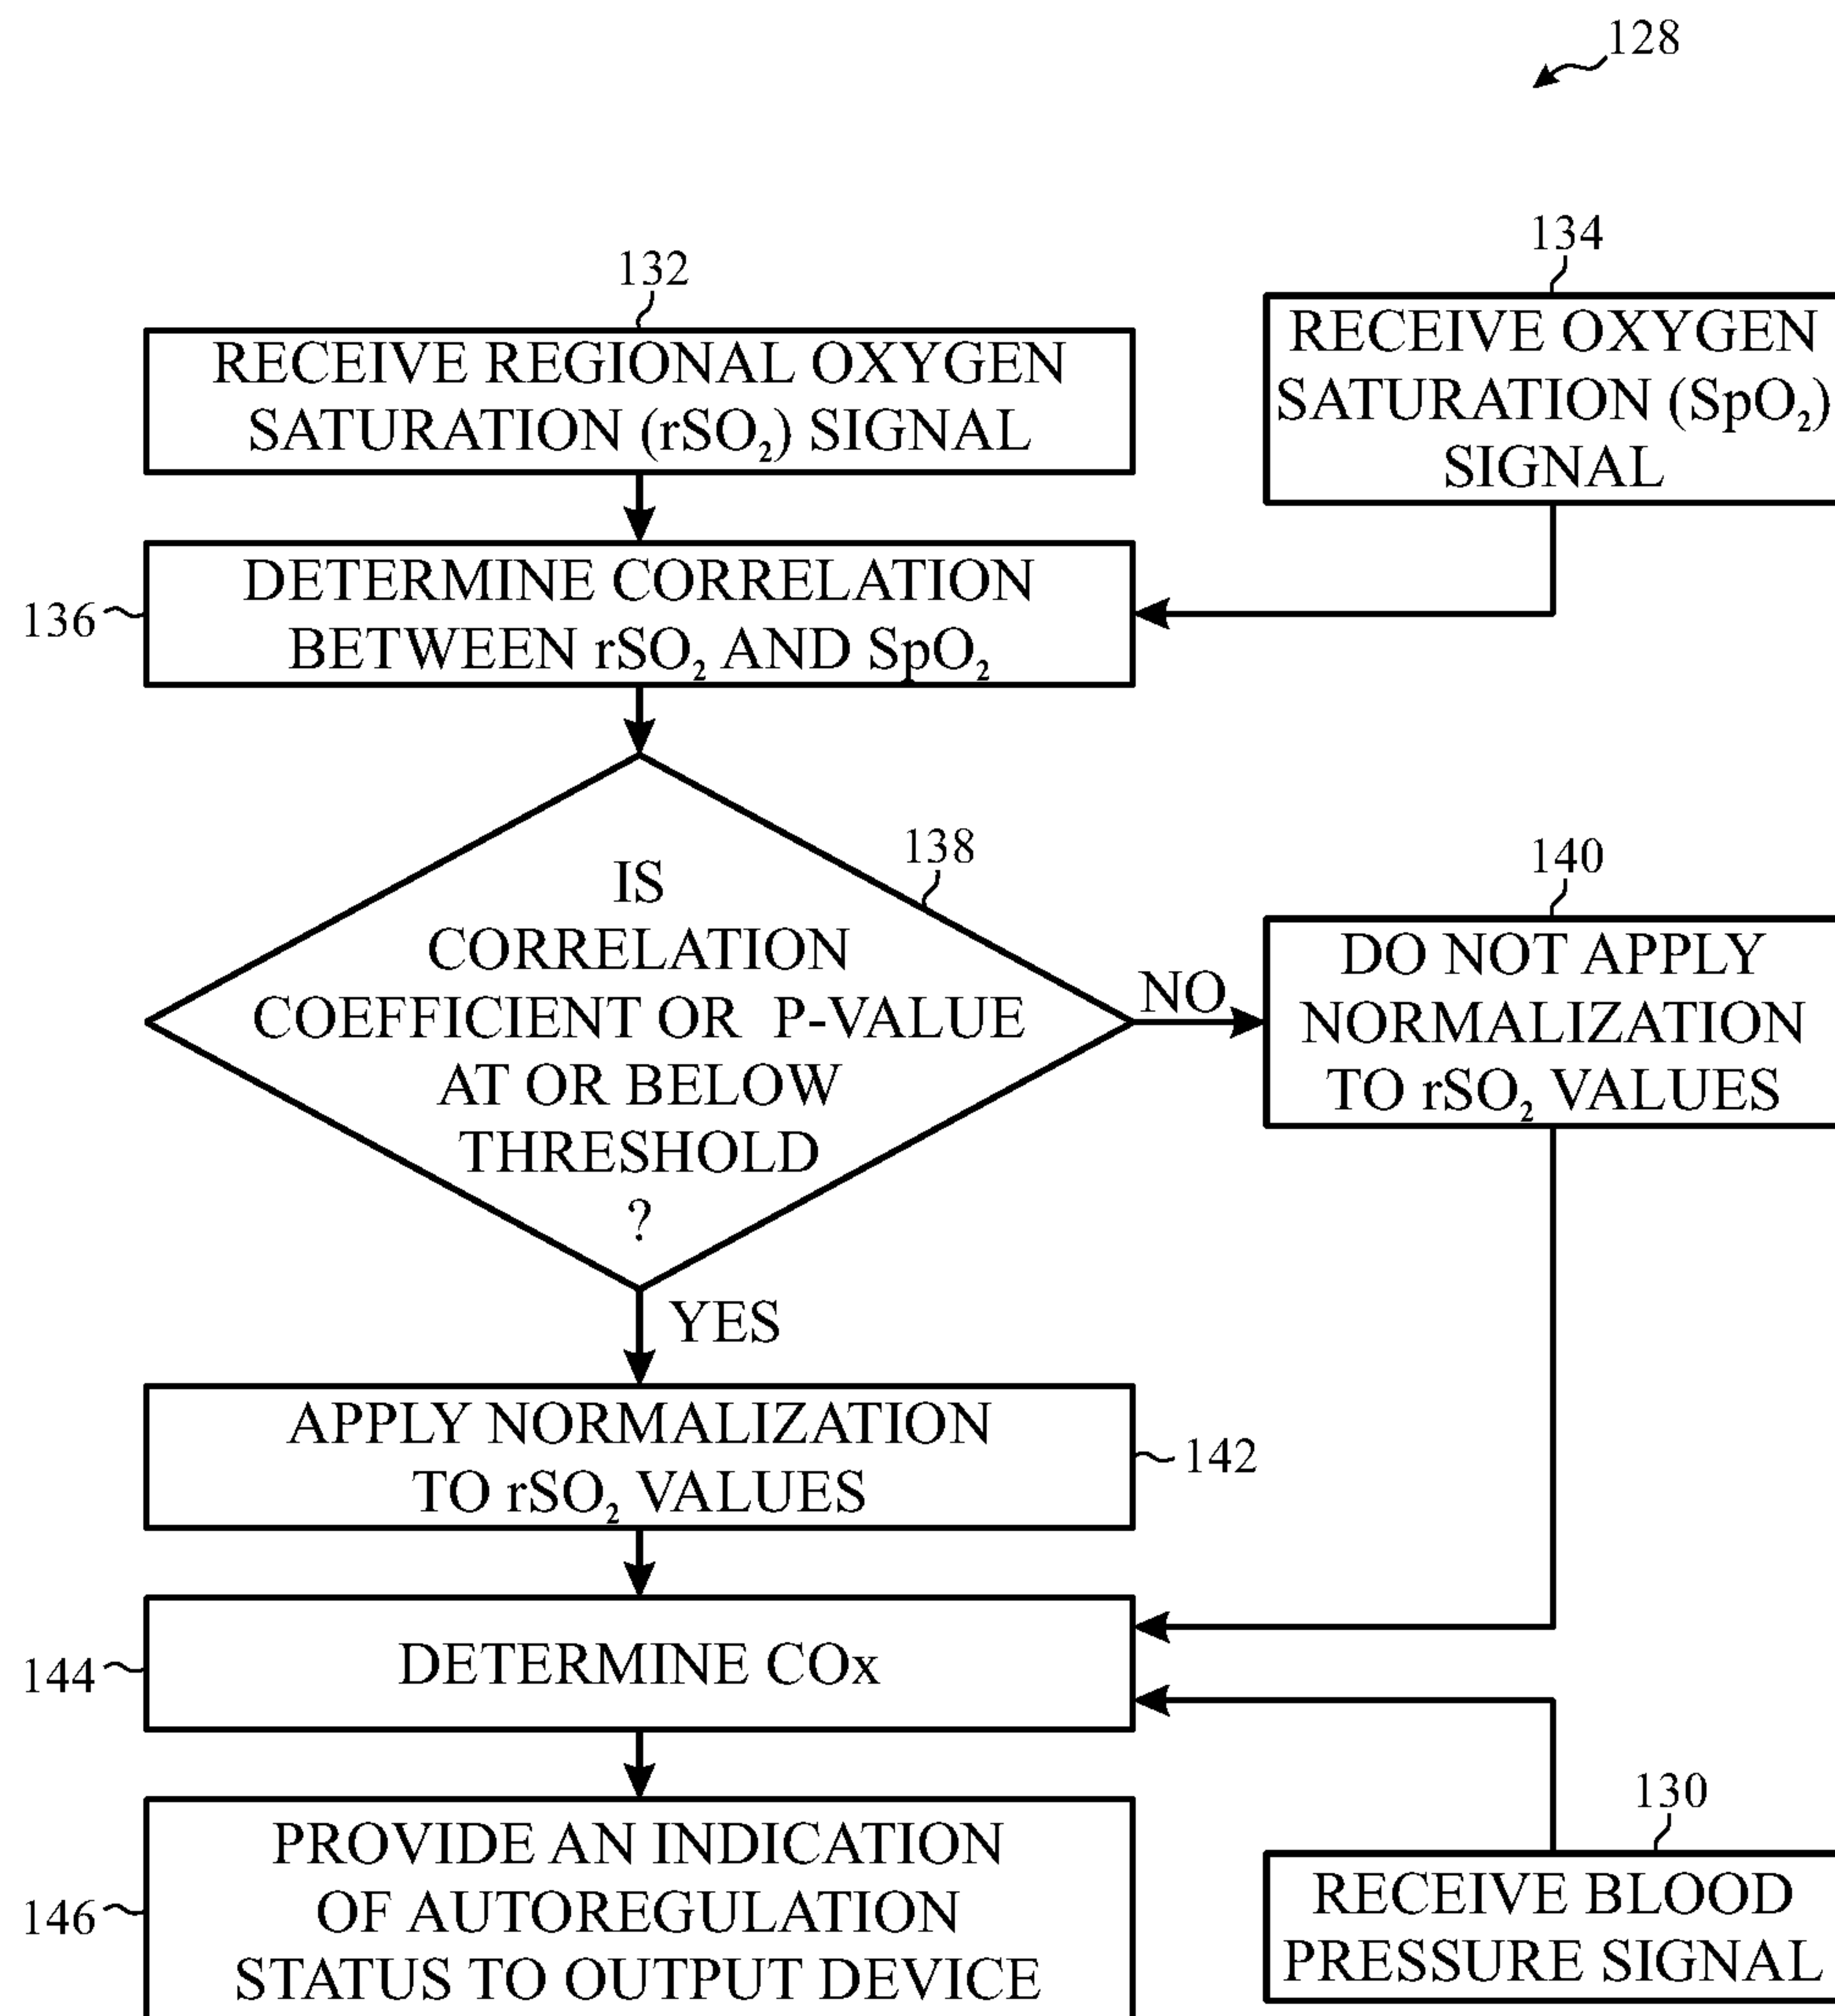 128
132
RECEIVE REGIONAL OXYGEN
SATURATION (rSO₂) SIGNAL
134
RECEIVE OXYGEN
SATURATION (SpO₂)
SIGNAL
136
DETERMINE CORRELATION
BETWEEN rSO₂ AND SpO₂
138
IS
CORRELATION
COEFFICIENT OR P-VALUE
AT OR BELOW
THRESHOLD
?
NO
140
DO NOT APPLY
NORMALIZATION
TO rSO₂ VALUES
YES
APPLY NORMALIZATION
TO rSO₂ VALUES
142
144
DETERMINE COx
130
RECEIVE BLOOD
PRESSURE SIGNAL
146
PROVIDE AN INDICATION
OF AUTOREGULATION
STATUS TO OUTPUT DEVICE